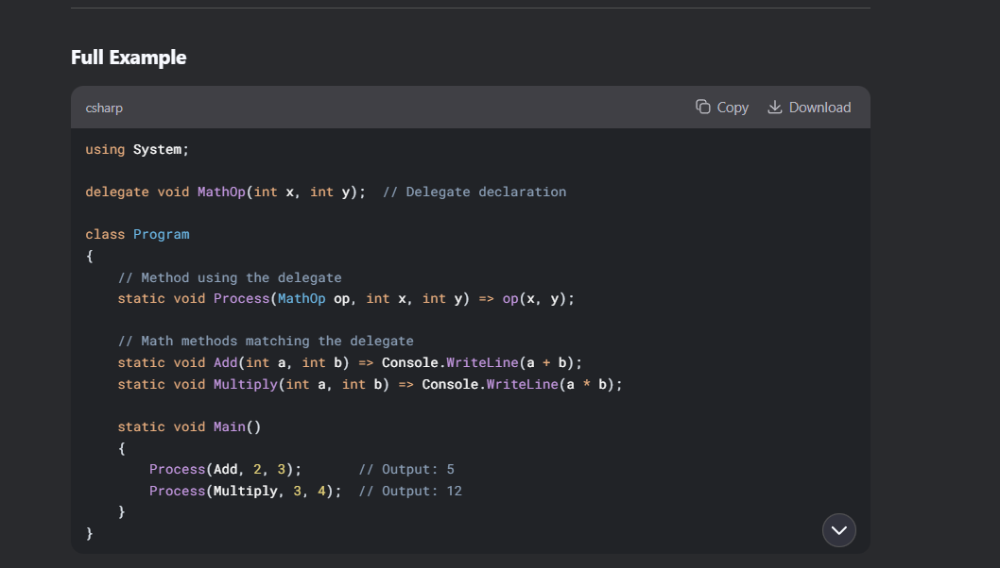 Full Example
csharp
Copy
Download
using System;
delegate void MathOp(int x, int y);  // Delegate declaration
class Program
{
    // Method using the delegate
    static void Process(MathOp op, int x, int y) => op(x, y);
    // Math methods matching the delegate
    static void Add(int a, int b) => Console.WriteLine(a + b);
    static void Multiply(int a, int b) => Console.WriteLine(a * b);
    static void Main()
    {
        Process(Add, 2, 3);       // Output: 5
        Process(Multiply, 3, 4);  // Output: 12
    }
}